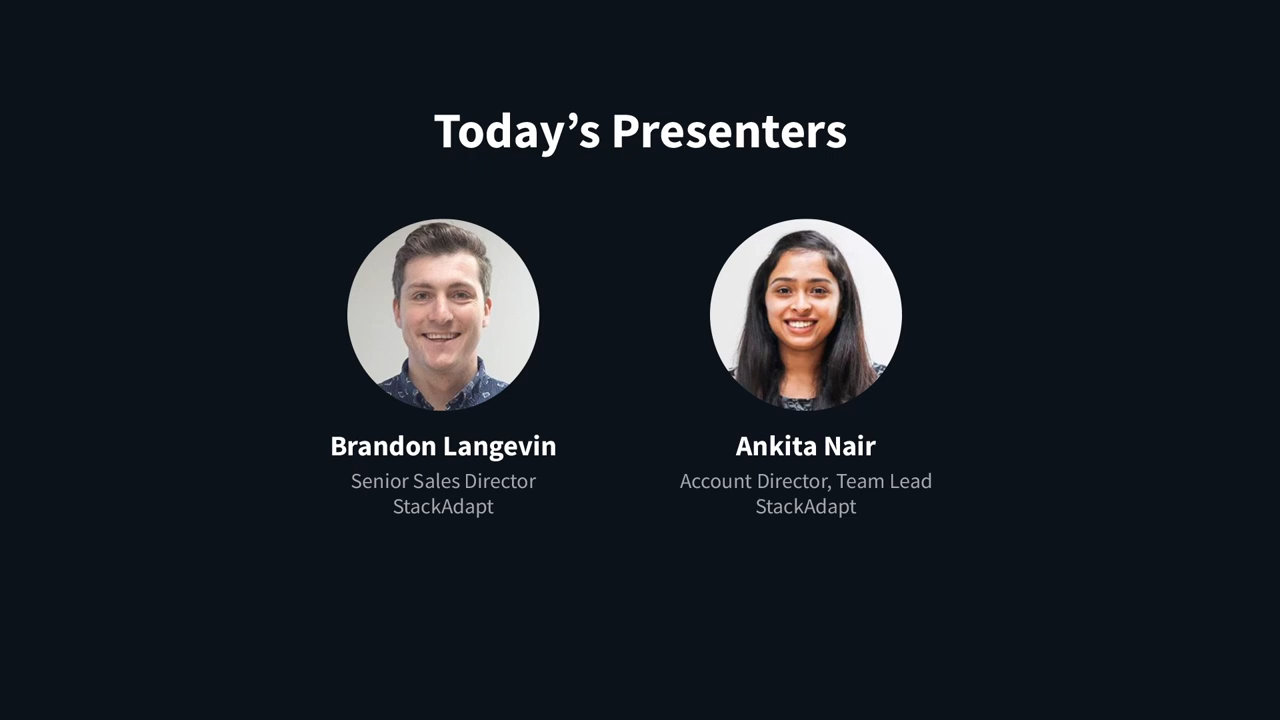 Today’s Presenters
Brandon Langevin
Senior Sales Director
StackAdapt
Ankita Nair
Account Director, Team Lead
StackAdapt